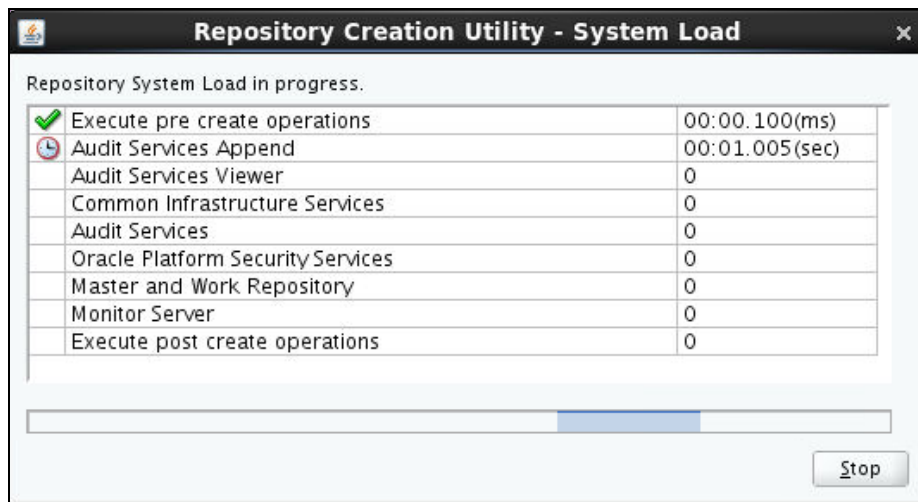 Repository Creation Utility - System Load
Repository System Load in progress.
Execute pre create operations 00:00.100(ms)
Audit Services Append 00:01.005(sec)
Audit Services Viewer 0
Common Infrastructure Services 0
Audit Services 0
Oracle Platform Security Services 0
Master and Work Repository 0
Monitor Server 0
Execute post create operations 0
Stop